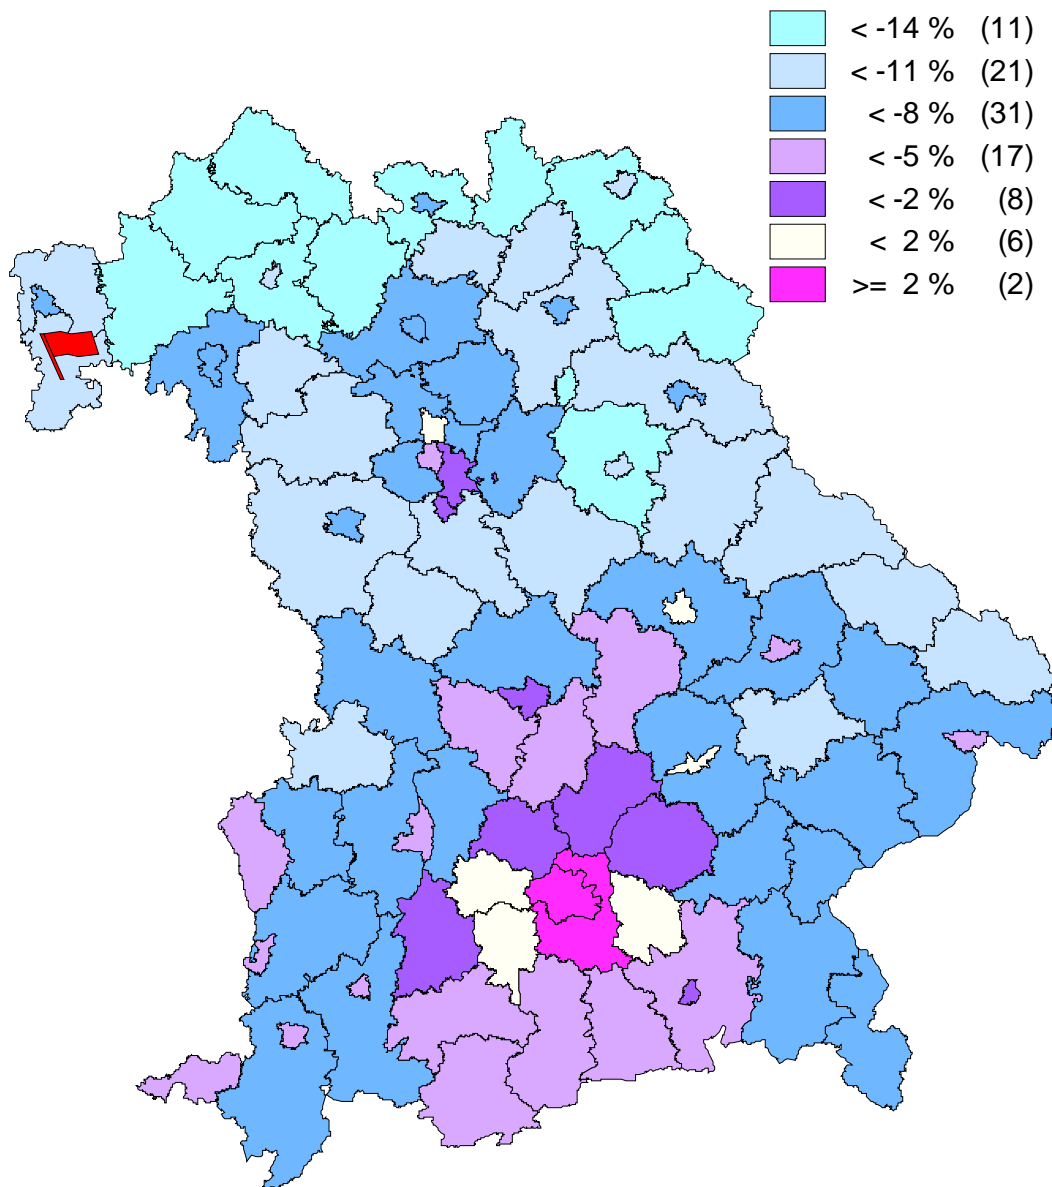 < -14 % (11)
< -11 % (21)
< -8 % (31)
< -5 % (17)
< -2 % (8)
< 2 % (6)
>= 2 % (2)